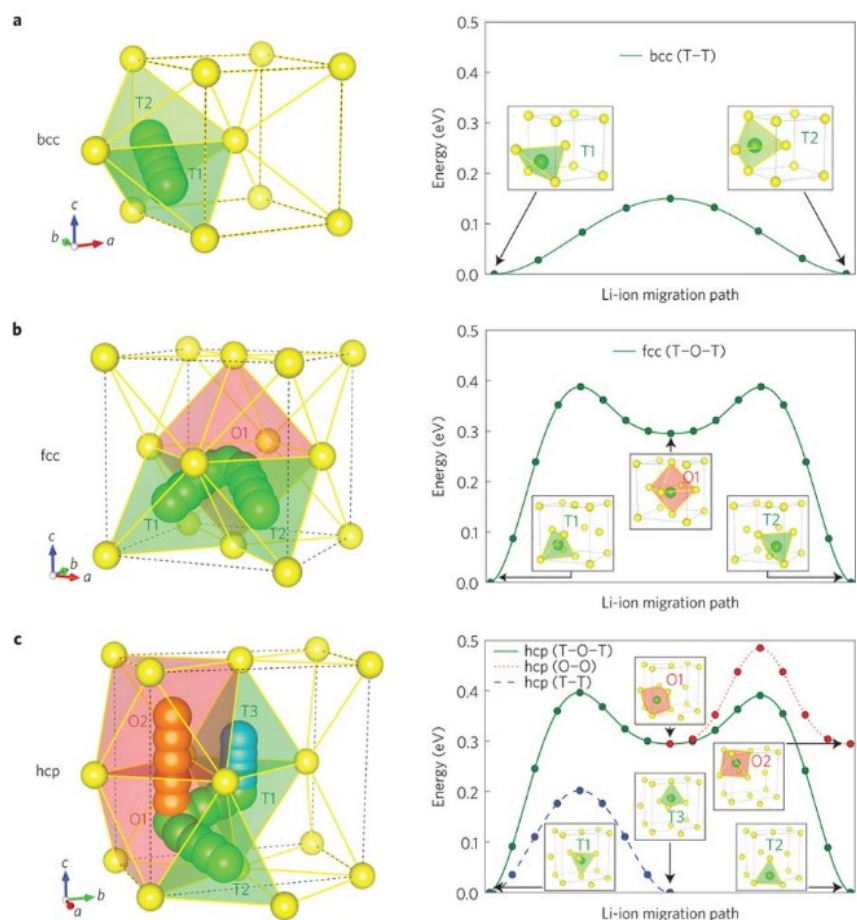 a
bcc
T2
T1
c
b
a
Energy (eV)
0.5
0.4
0.3
0.2
0.1
0.0
bcc (T–T)
T1
T2
Li-ion migration path
b
fcc
O1
T1
T2
c
b
a
Energy (eV)
0.5
0.4
0.3
0.2
0.1
0.0
fcc (T–O–T)
O1
T1
T2
Li-ion migration path
c
hcp
O2
T3
O1
T1
T2
c
b
a
Energy (eV)
0.5
0.4
0.3
0.2
0.1
0.0
hcp (T–O–T)
hcp (O–O)
hcp (T–T)
O1
O2
T3
T1
T2
Li-ion migration path